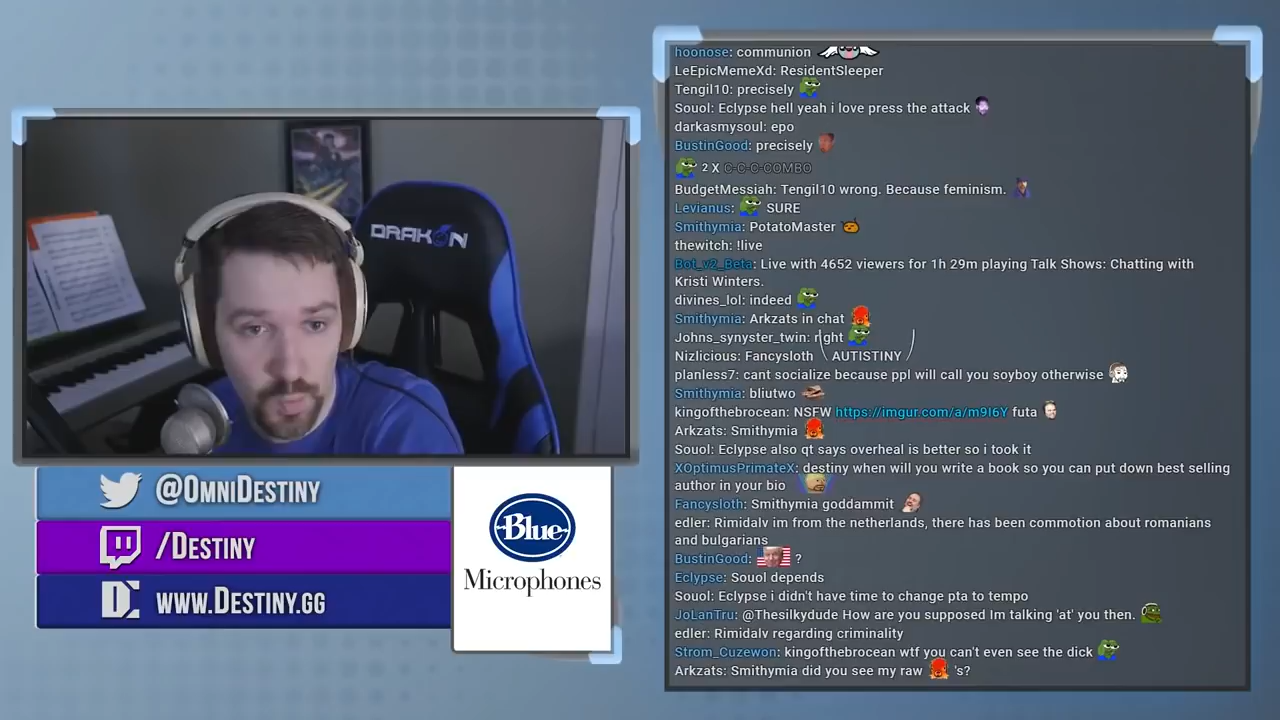 hoonose: communion
LeEpicMemeXd: ResidentSleeper
Tengil10: precisely
Souol: Eclypse hell yeah i love press the attack
darkasmysoul: epo
BustinGood: precisely
2 X C-C-C-COMBO
BudgetMessiah: Tengil10 wrong. Because feminism.
Levianus: SURE
Smithymia: PotatoMaster
thewitch: !live
Bot_v2_Beta: Live with 4652 viewers for 1h 29m playing Talk Shows: Chatting with
Kristi Winters.
divines_lol: indeed
Smithymia: Arkzats in chat
Johns_synyster_twin: right
Nizlicious: Fancysloth AUTISTINY
planless7: cant socialize because ppl will call you soyboy otherwise
Smithymia: bliutwo
kingofthebrocean: NSFW https://imgur.com/a/m9I6Y futa
Arkzats: Smithymia
Souol: Eclypse also qt says overheal is better so i took it
XOptimusPrimateX: destiny when will you write a book so you can put down best selling
author in your bio
Fancysloth: Smithymia goddammit
edler: Rimidalv im from the netherlands, there has been commotion about romanians
and bulgarians
BustinGood: ?
Eclypse: Souol depends
Souol: Eclypse i didn't have time to change pta to tempo
JoLanTru: @Thesilkydude How are you supposed Im talking 'at' you then.
edler: Rimidalv regarding criminality
Strom_Cuzewon: kingofthebrocean wtf you can't even see the dick
Arkzats: Smithymia did you see my raw 's?
DRAKON
@OmniDestiny
/Destiny
www.Destiny.gg
Blue
Microphones